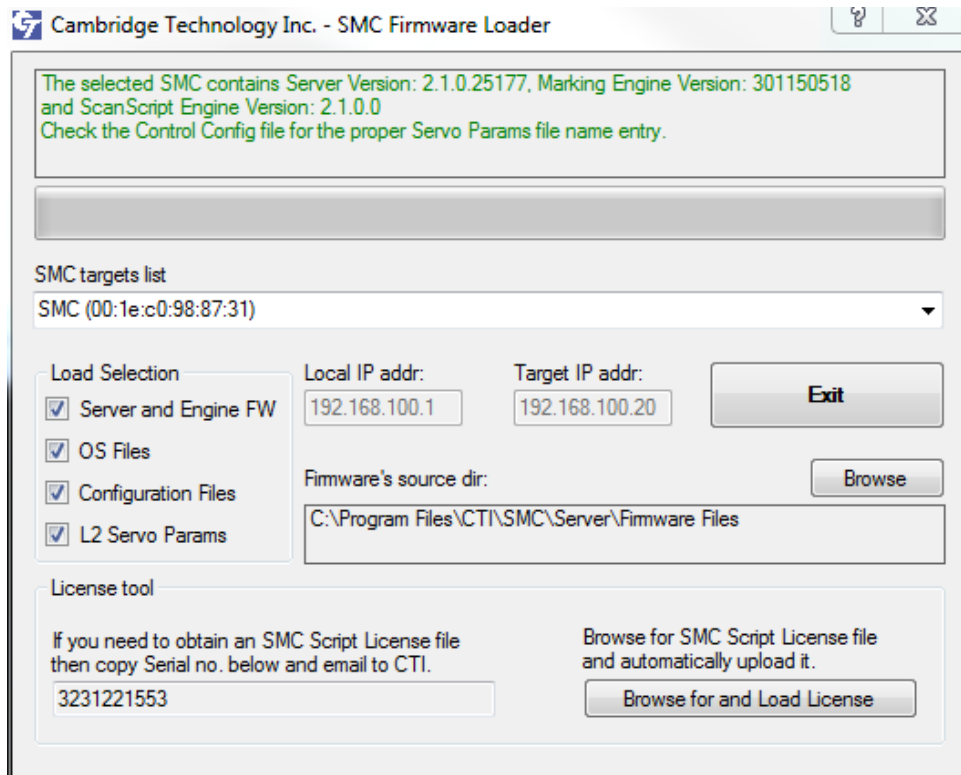 Cambridge Technology Inc. - SMC Firmware Loader
The selected SMC contains Server Version: 2.1.0.25177, Marking Engine Version: 301150518
and ScanScript Engine Version: 2.1.0.0
Check the Control Config file for the proper Servo Params file name entry.
SMC targets list
SMC (00:1e:c0:98:87:31)
Load Selection
Server and Engine FW
OS Files
Configuration Files
L2 Servo Params
Local IP addr:
192.168.100.1
Target IP addr:
192.168.100.20
Exit
Firmware's source dir:
Browse
C:\Program Files\CTI\SMC\Server\Firmware Files
License tool
If you need to obtain an SMC Script License file
then copy Serial no. below and email to CTI.
3231221553
Browse for SMC Script License file
and automatically upload it.
Browse for and Load License